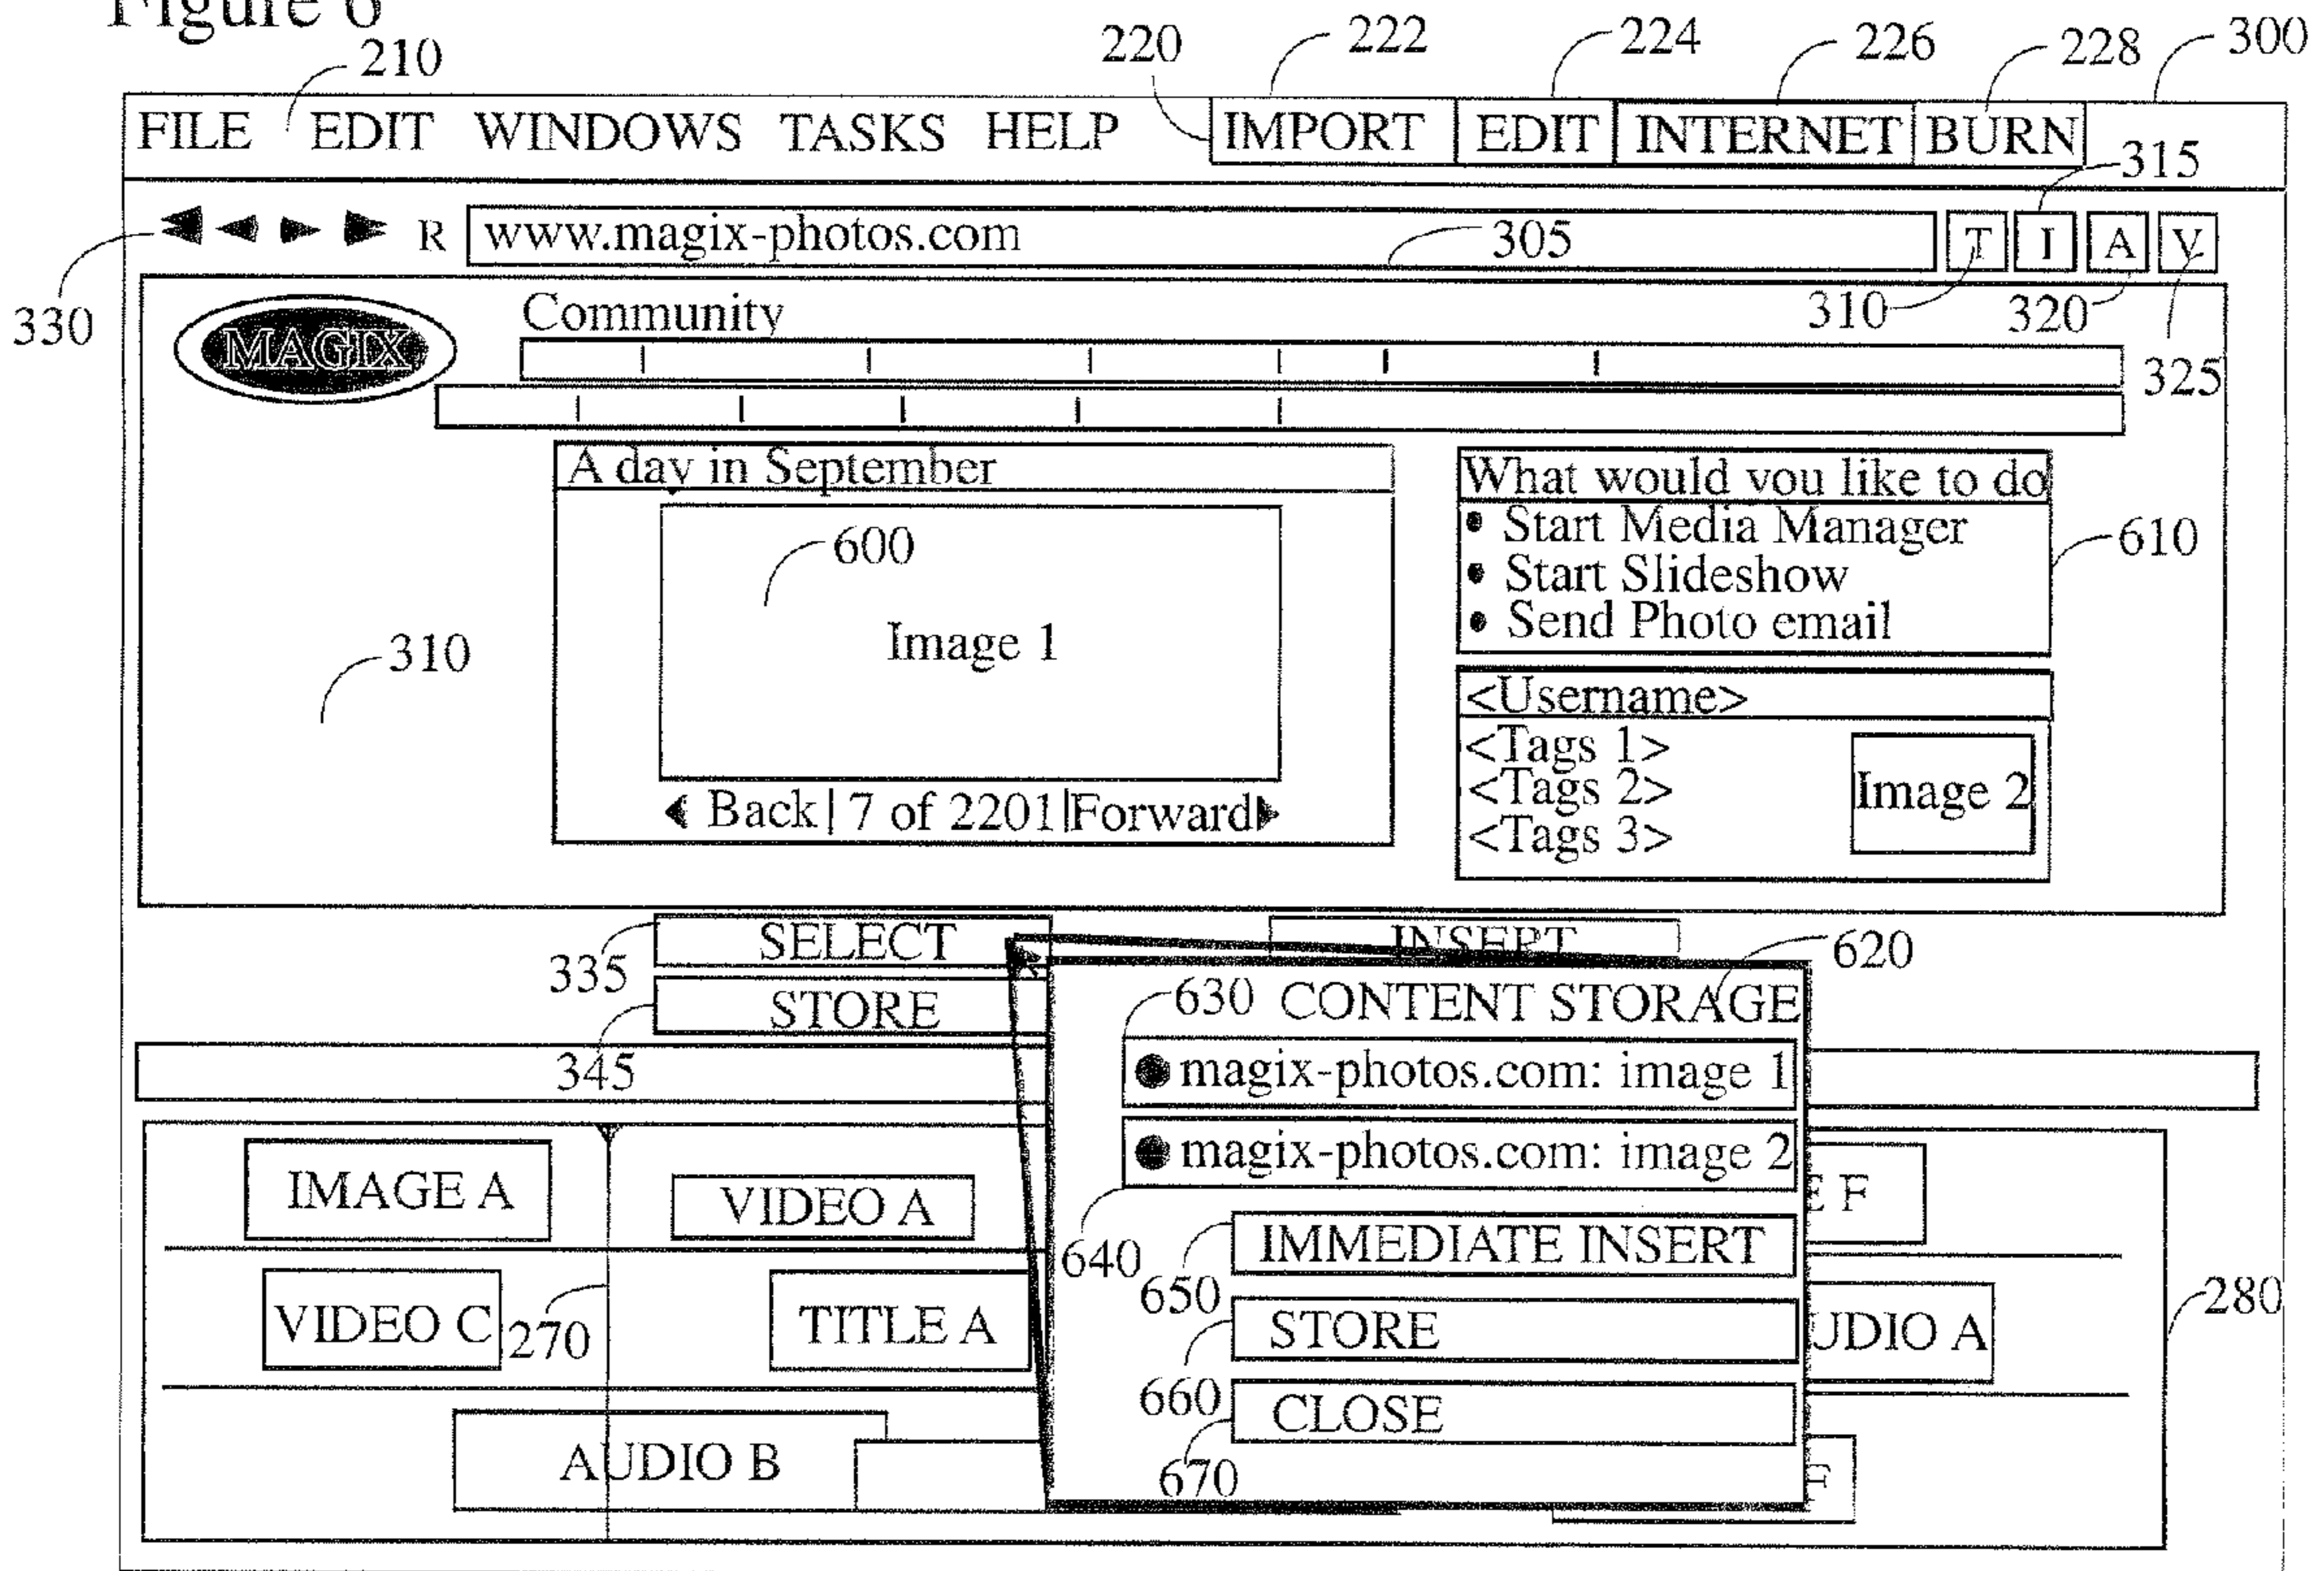 Figure 6
210 220 222 224 226 228 300
FILE EDIT WINDOWS TASKS HELP IMPORT EDIT INTERNET BURN
315
R www.magix-photos.com 305 T I A V
330 310 320
MAGIX Community
325
A day in September
What would you like to do
600 • Start Media Manager
610
• Start Slideshow
Image 1 • Send Photo email
310
<Username>
<Tags 1>
<Tags 2> Image 2
Back | 7 of 2201 | Forward
<Tags 3>
SELECT INSERT 620
335
630 CONTENT STORAGE
STORE
345 magix-photos.com: image 1
magix-photos.com: image 2
IMAGE A VIDEO A E F
640 IMMEDIATE INSERT
650 280
VIDEO C 270 TITLE A STORE UDIO A
660 CLOSE
AUDIO B F
670